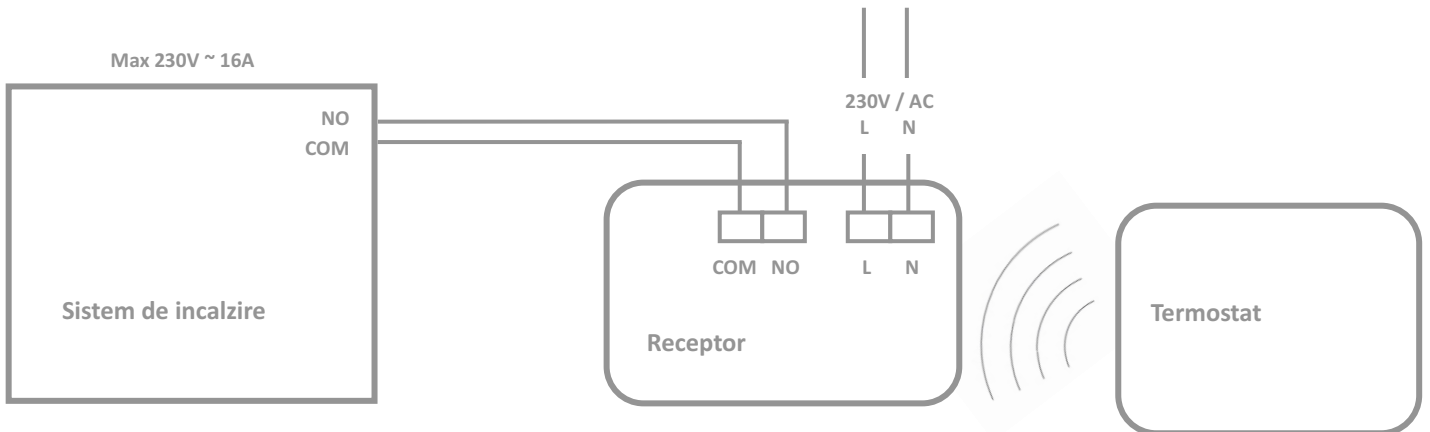 Max 230V ~ 16A
NO
COM
Sistem de incalzire
230V / AC
L N
COM NO L N
Receptor
Termostat